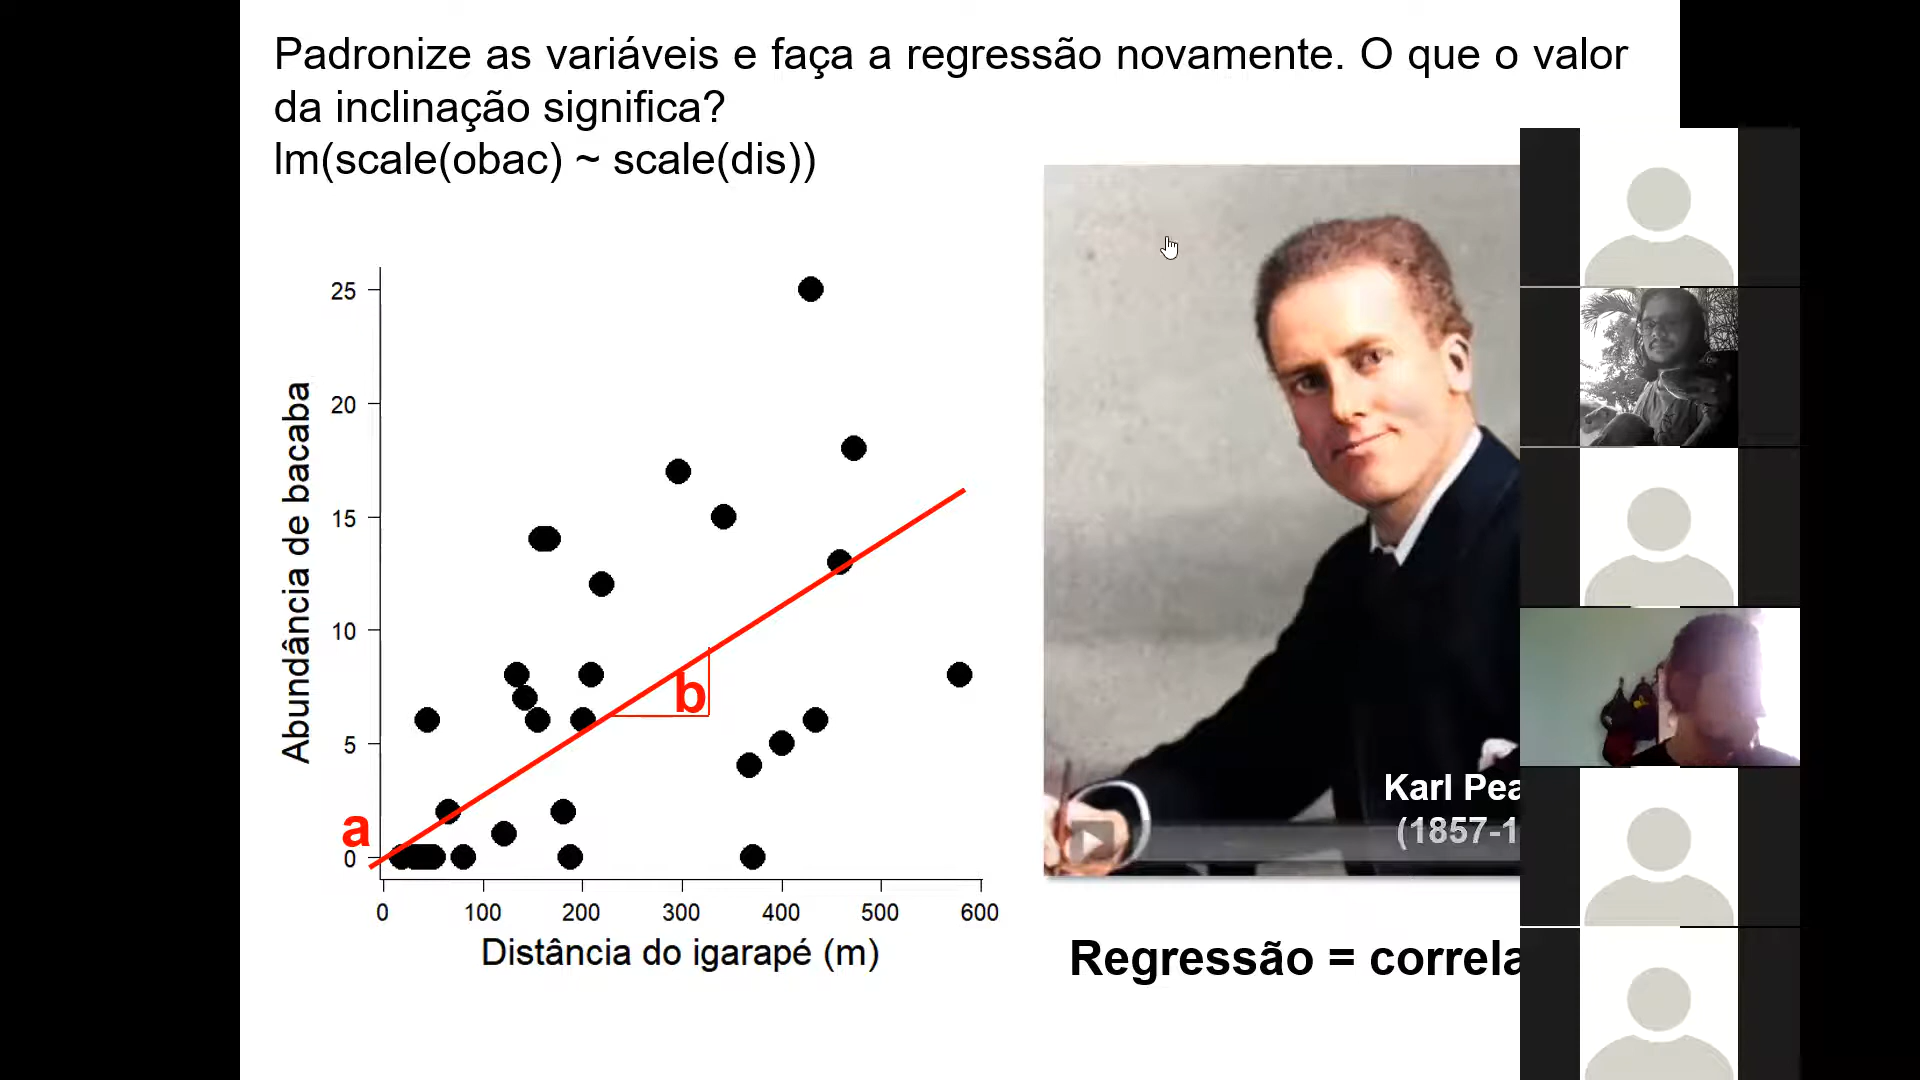 Padronize as variáveis e faça a regressão novamente. O que o valor
da inclinação significa?
lm(scale(obac) ~ scale(dis))
25
20
15
10
5
0
Abundância de bacaba
a
b
0 100 200 300 400 500 600
Distância do igarapé (m)
Karl Pea
(1857-1
Regressão = correla